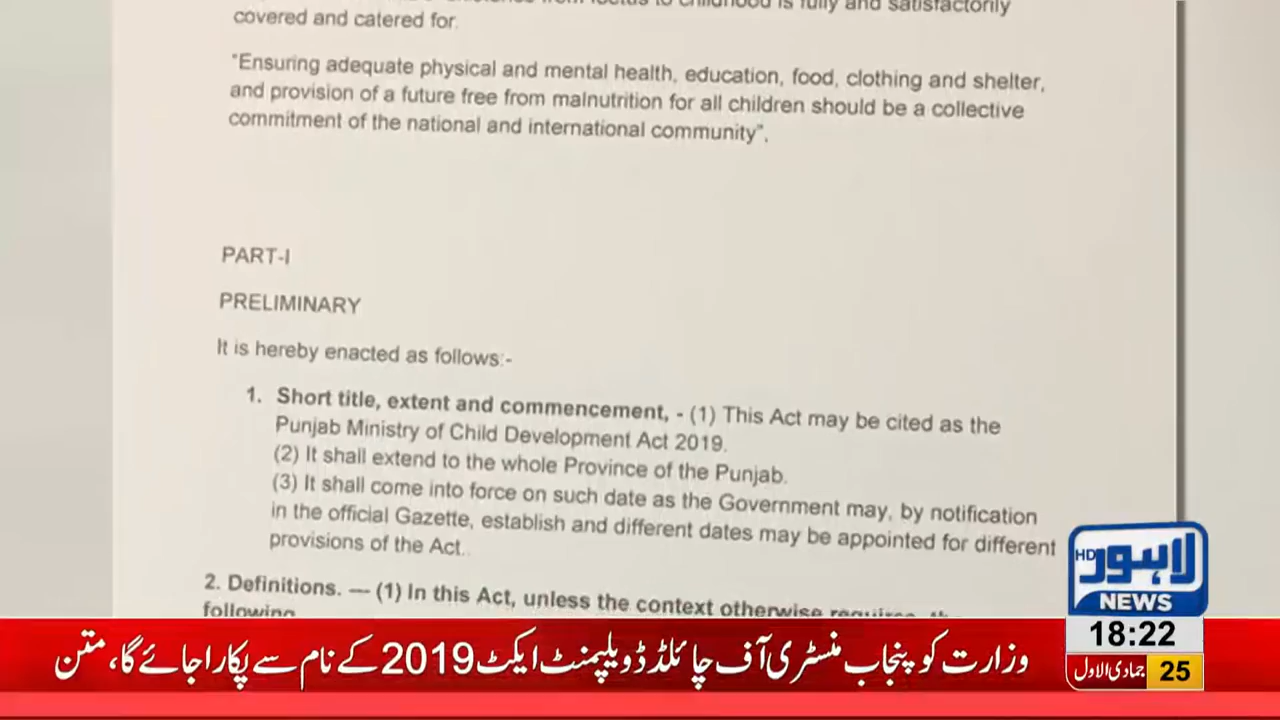 childhood is fully and satisfactorily
covered and catered for.
"Ensuring adequate physical and mental health, education, food, clothing and shelter,
and provision of a future free from malnutrition for all children should be a collective
commitment of the national and international community".
PART-I
PRELIMINARY
It is hereby enacted as follows:-
1. Short title, extent and commencement, - (1) This Act may be cited as the
Punjab Ministry of Child Development Act 2019.
(2) It shall extend to the whole Province of the Punjab.
(3) It shall come into force on such date as the Government may, by notification
in the official Gazette, establish and different dates may be appointed for different
provisions of the Act.
2. Definitions. — (1) In this Act, unless the context otherwise requires, the
following
HD لاہور
NEWS
18:22
25 جمادی الاول
وزارت کو پنجاب منسٹری آف چائلڈ ڈویلپمنٹ ایکٹ 2019 کے نام سے پکارا جائے گا، متن